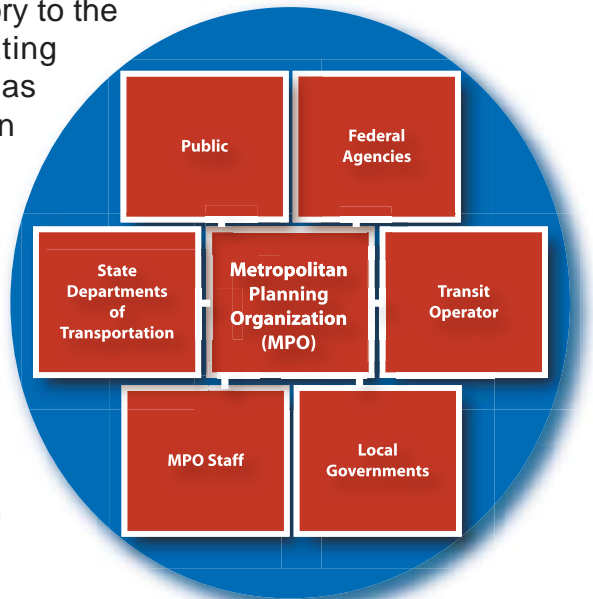 ory to the
ting
as
n
Public
Federal
Agencies
State
Departments
of
Transportation
Metropolitan
Planning
Organization
(MPO)
Transit
Operator
MPO Staff
Local
Governments